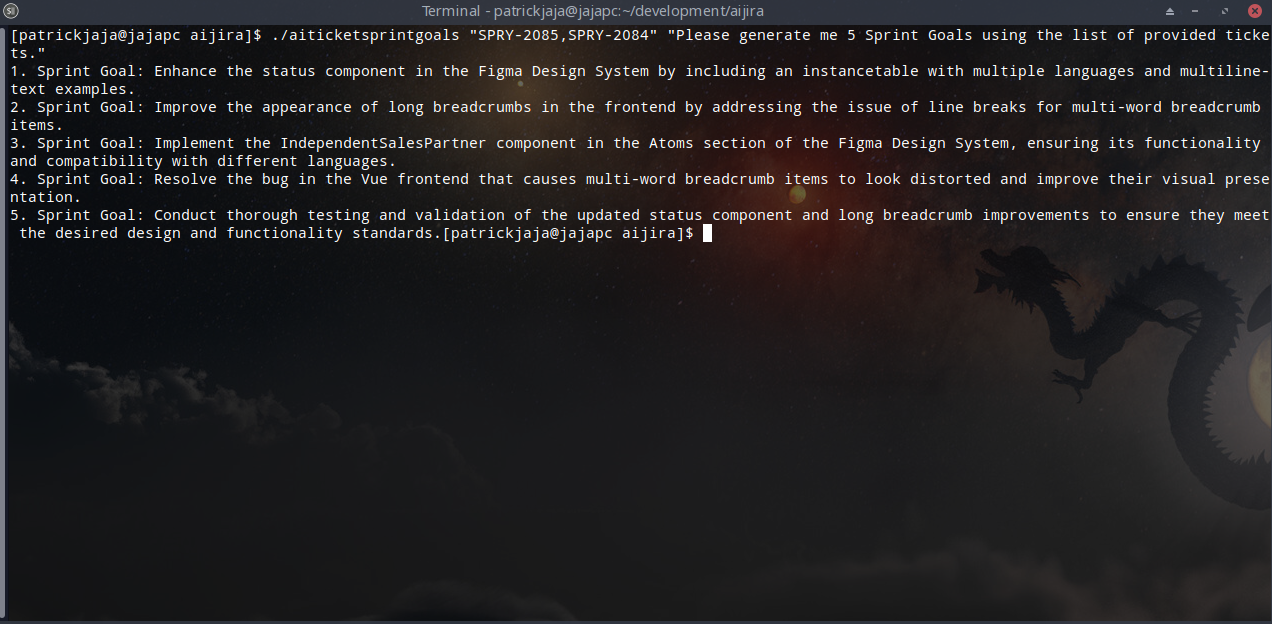 Terminal - patrickjaja@jajapc:~/development/aijira
[patrickjaja@jajapc aijira]$ ./aiticketsprintgoals "SPRY-2085,SPRY-2084" "Please generate me 5 Sprint Goals using the list of provided ticke
ts."
1. Sprint Goal: Enhance the status component in the Figma Design System by including an instancetable with multiple languages and multiline-
text examples.
2. Sprint Goal: Improve the appearance of long breadcrumbs in the frontend by addressing the issue of line breaks for multi-word breadcrumb
items.
3. Sprint Goal: Implement the IndependentSalesPartner component in the Atoms section of the Figma Design System, ensuring its functionality
and compatibility with different languages.
4. Sprint Goal: Resolve the bug in the Vue frontend that causes multi-word breadcrumb items to look distorted and improve their visual prese
ntation.
5. Sprint Goal: Conduct thorough testing and validation of the updated status component and long breadcrumb improvements to ensure they meet
the desired design and functionality standards.[patrickjaja@jajapc aijira]$